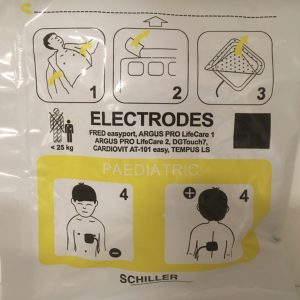 1
2
3
ELECTRODES
FRED easyport, ARGUS PRO LifeCare 1
ARGUS PRO LifeCare 2, DGTouch7,
CARDIOVIT AT-101 easy, TEMPUS LS
< 25 kg
PAEDIATRIC
4
4
SCHILLER